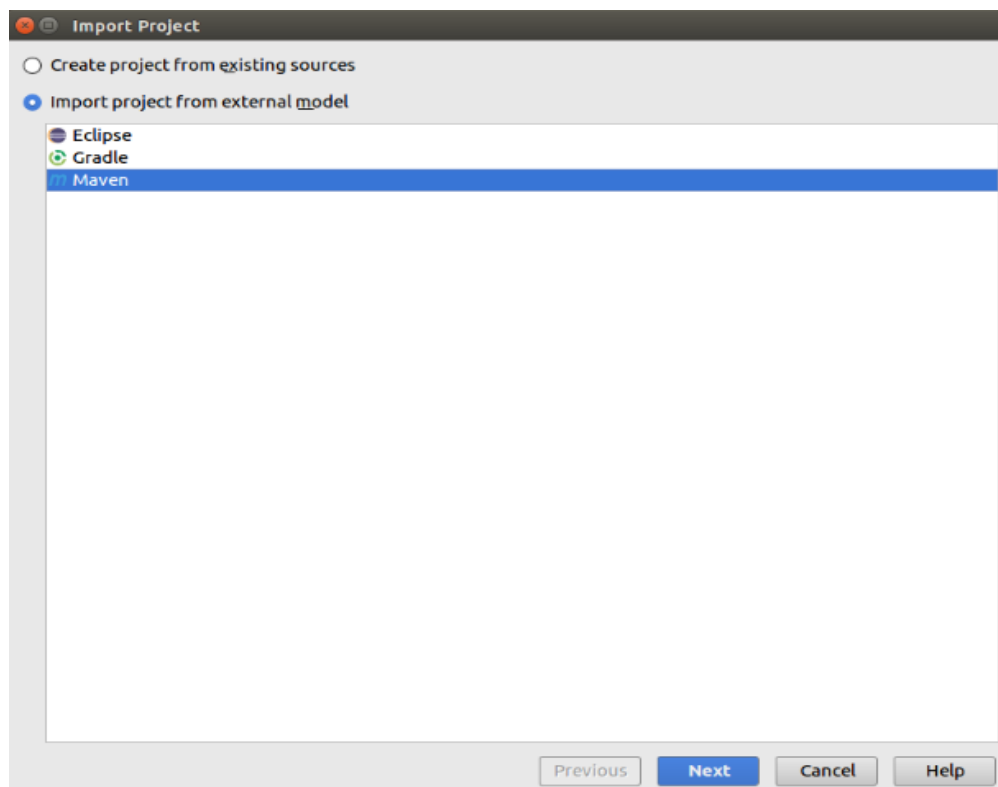 Import Project
Create project from existing sources
Import project from external model
Eclipse
Gradle
Maven
Previous Next Cancel Help